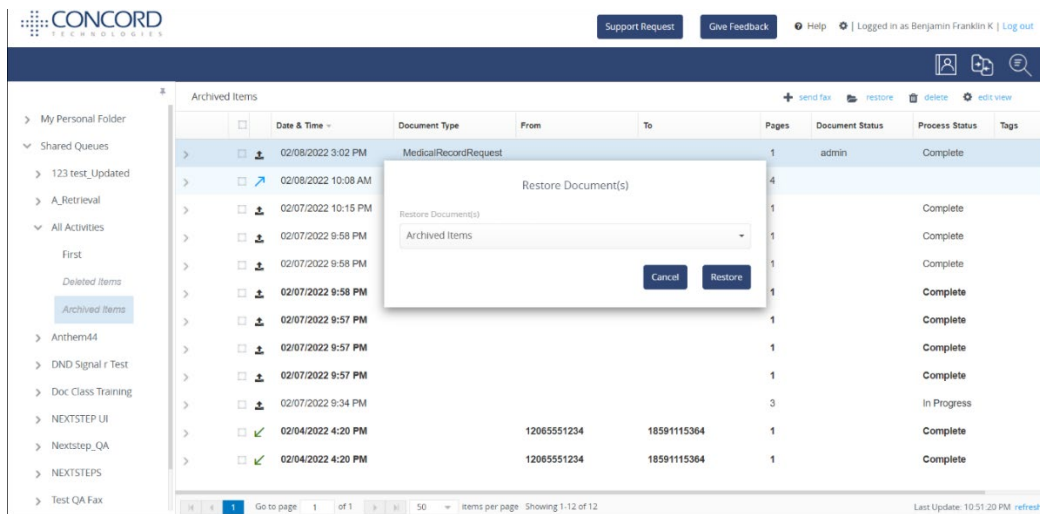 CONCORD
TECHNOLOGIES
Support Request Give Feedback Help | Logged in as Benjamin Franklin K | Log out
My Personal Folder
Shared Queues
123 test_Updated
A_Retrieval
All Activities
First
Deleted Items
Archived Items
Anthem44
DND Signal r Test
Doc Class Training
NEXTSTEP UI
Nextstep_QA
NEXTSTEPS
Test QA Fax
Archived Items send fax restore delete edit view
Date & Time Document Type From To Pages Document Status Process Status Tags
02/08/2022 3:02 PM MedicalRecordRequest 1 admin Complete
02/08/2022 10:08 AM 4
02/07/2022 10:15 PM 1 Complete
02/07/2022 9:58 PM 1 Complete
02/07/2022 9:58 PM 1 Complete
02/07/2022 9:58 PM 1 Complete
02/07/2022 9:57 PM 1 Complete
02/07/2022 9:57 PM 1 Complete
02/07/2022 9:57 PM 1 Complete
02/07/2022 9:34 PM 3 In Progress
02/04/2022 4:20 PM 12065551234 18591115364 1 Complete
02/04/2022 4:20 PM 12065551234 18591115364 1 Complete
Restore Document(s)
Restore Document(s)
Archived Items
Cancel Restore
1 Go to page 1 of 1 50 items per page Showing 1-12 of 12 Last Update: 10:51:20 PM refresh